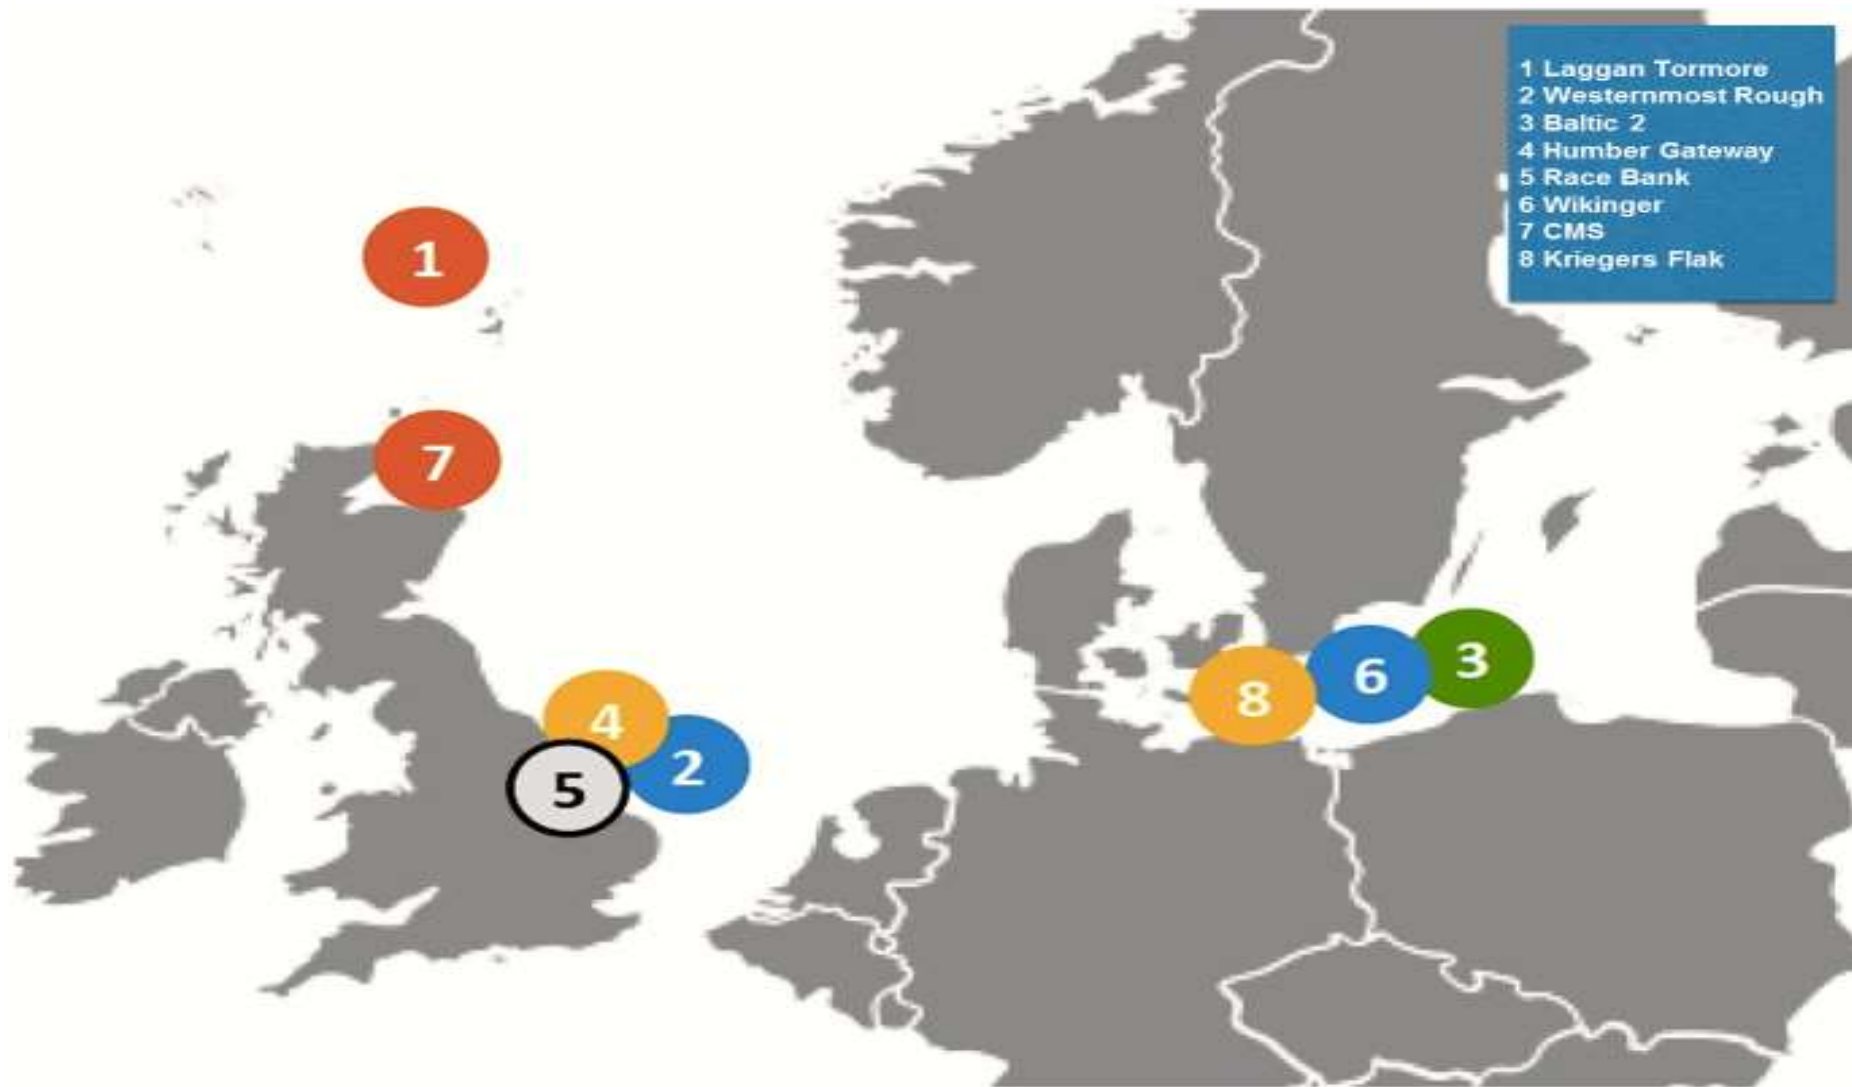 1 Laggan Tormore
2 Westernmost Rough
3 Baltic 2
4 Humber Gateway
5 Race Bank
6 Wikinger
7 CMS
8 Kriegers Flak
1
7
4
2
5
8
6
3